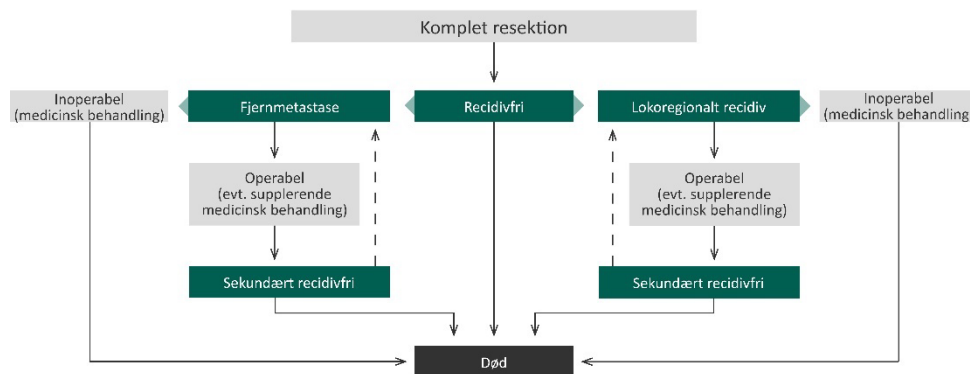 Komplet resektion
Inoperabel
(medicinsk behandling)
Fjernmetastase
Recidivfri
Lokoregionalt recidiv
Inoperabel
(medicinsk behandling)
Operabel
(evt. supplerende
medicinsk behandling)
Operabel
(evt. supplerende
medicinsk behandling)
Sekundært recidivfri
Sekundært recidivfri
Død